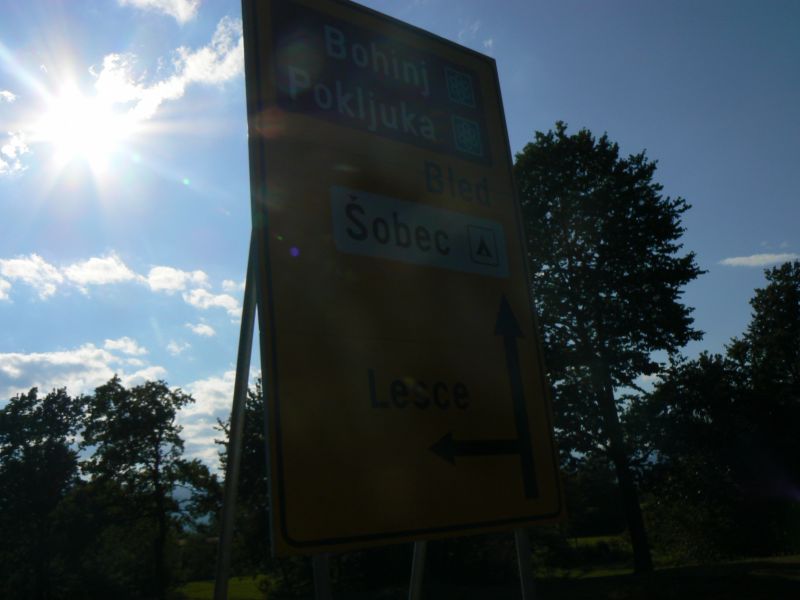 Bohinj
Pokljuka
Bled
Šobec
Lesce